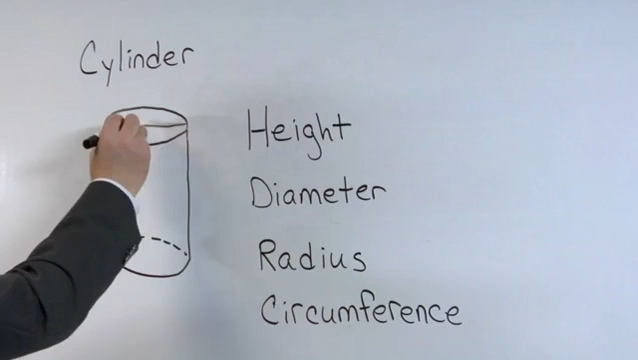 Cylinder
Height
Diameter
Radius
Circumference